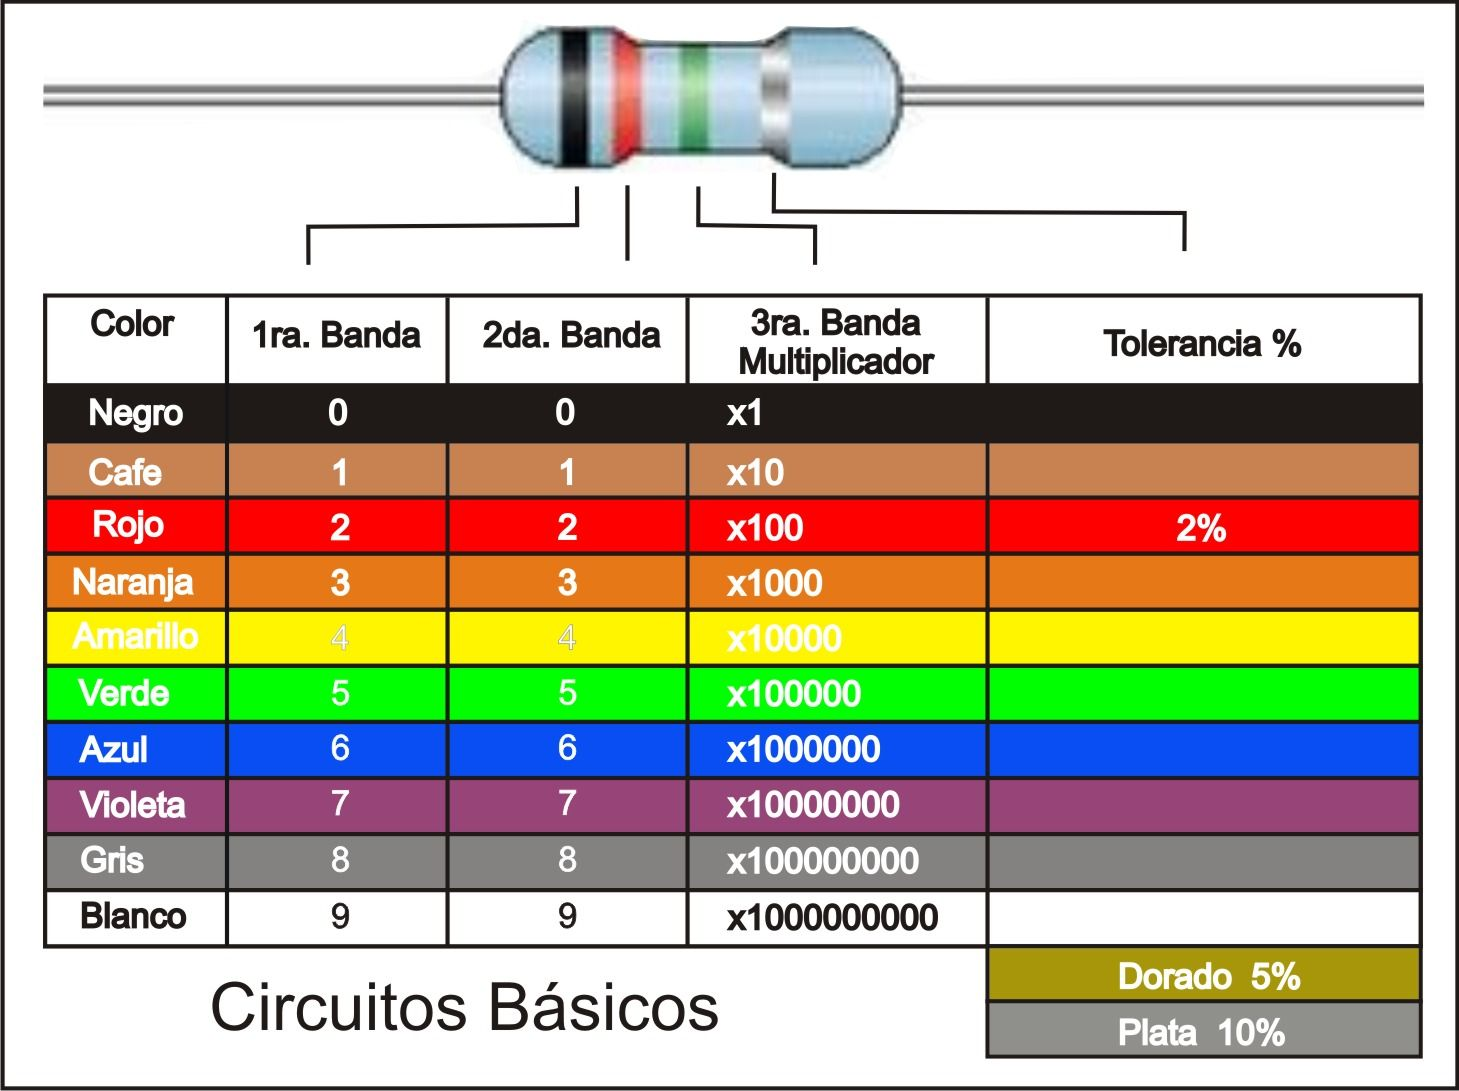 Color 1ra. Banda 2da. Banda 3ra. Banda Multiplicador Tolerancia %
Negro 0 0 x1
Cafe 1 1 x10
Rojo 2 2 x100 2%
Naranja 3 3 x1000
Amarillo 4 4 x10000
Verde 5 5 x100000
Azul 6 6 x1000000
Violeta 7 7 x10000000
Gris 8 8 x100000000
Blanco 9 9 x1000000000
Dorado 5%
Plata 10%
Circuitos Básicos